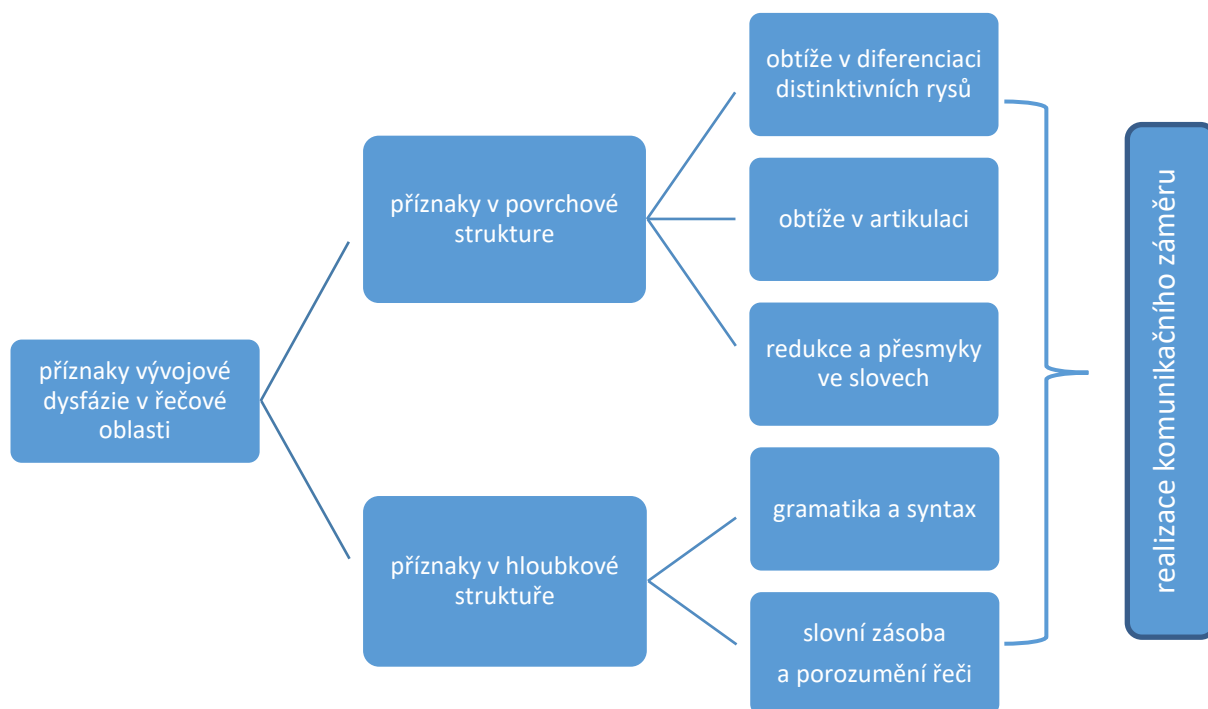 příznaky vývojové
dysfázie v řečové
oblasti
příznaky v povrchové
strukture
příznaky v hloubkové
struktuře
obtíže v diferenciaci
distinktivních rysů
obtíže v artikulaci
redukce a přesmyky
ve slovech
gramatika a syntax
slovní zásoba
a porozumění řeči
realizace komunikačního záměru